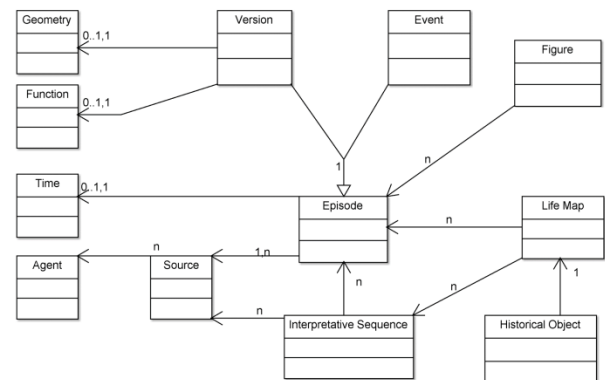 Geometry
Version
Event
Figure
0..1,1
Function
0..1,1
1
n
Time
0..1,1
Episode
Life Map
n
Agent
n
Source
1,n
n
n
1
n
Interpretative Sequence
Historical Object